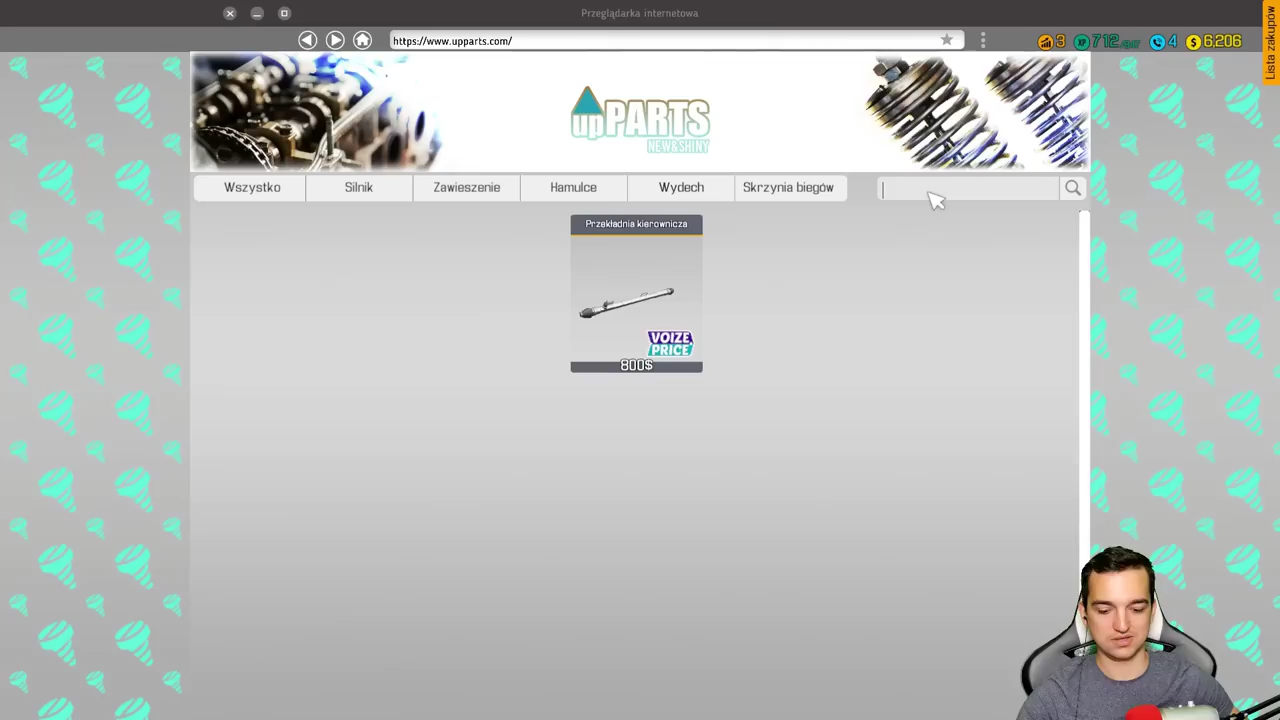 Przeglądarka internetowa
https://www.upparts.com/
3
712
4
$ 6,206
Lista zakupów
upPARTS
NEW&SHINY
Wszystko
Silnik
Zawieszenie
Hamulce
Wydech
Skrzynia biegów
Przekładnia kierownicza
VOIZE
PRICE
800$